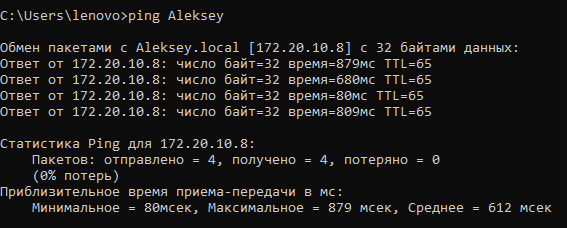 C:\Users\lenovo>ping Aleksey
Обмен пакетами с Aleksey.local [172.20.10.8] с 32 байтами данных:
Ответ от 172.20.10.8: число байт=32 время=879мс TTL=65
Ответ от 172.20.10.8: число байт=32 время=680мс TTL=65
Ответ от 172.20.10.8: число байт=32 время=80мс TTL=65
Ответ от 172.20.10.8: число байт=32 время=809мс TTL=65
Статистика Ping для 172.20.10.8:
Пакетов: отправлено = 4, получено = 4, потеряно = 0
(0% потерь)
Приблизительное время приема-передачи в мс:
Минимальное = 80мсек, Максимальное = 879 мсек, Среднее = 612 мсек